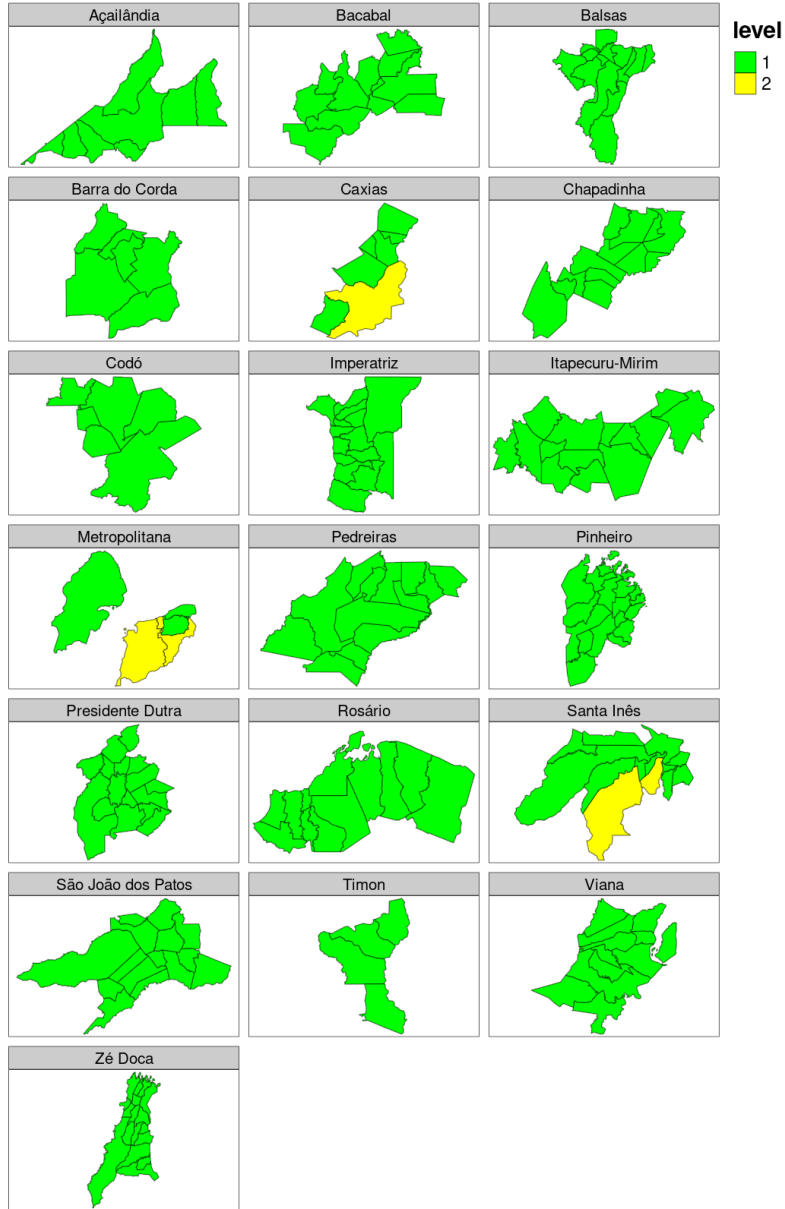 Açailândia
Bacabal
Balsas
level
1
2
Barra do Corda
Caxias
Chapadinha
Codó
Imperatriz
Itapecuru-Mirim
Metropolitana
Pedreiras
Pinheiro
Presidente Dutra
Rosário
Santa Inês
São João dos Patos
Timon
Viana
Zé Doca